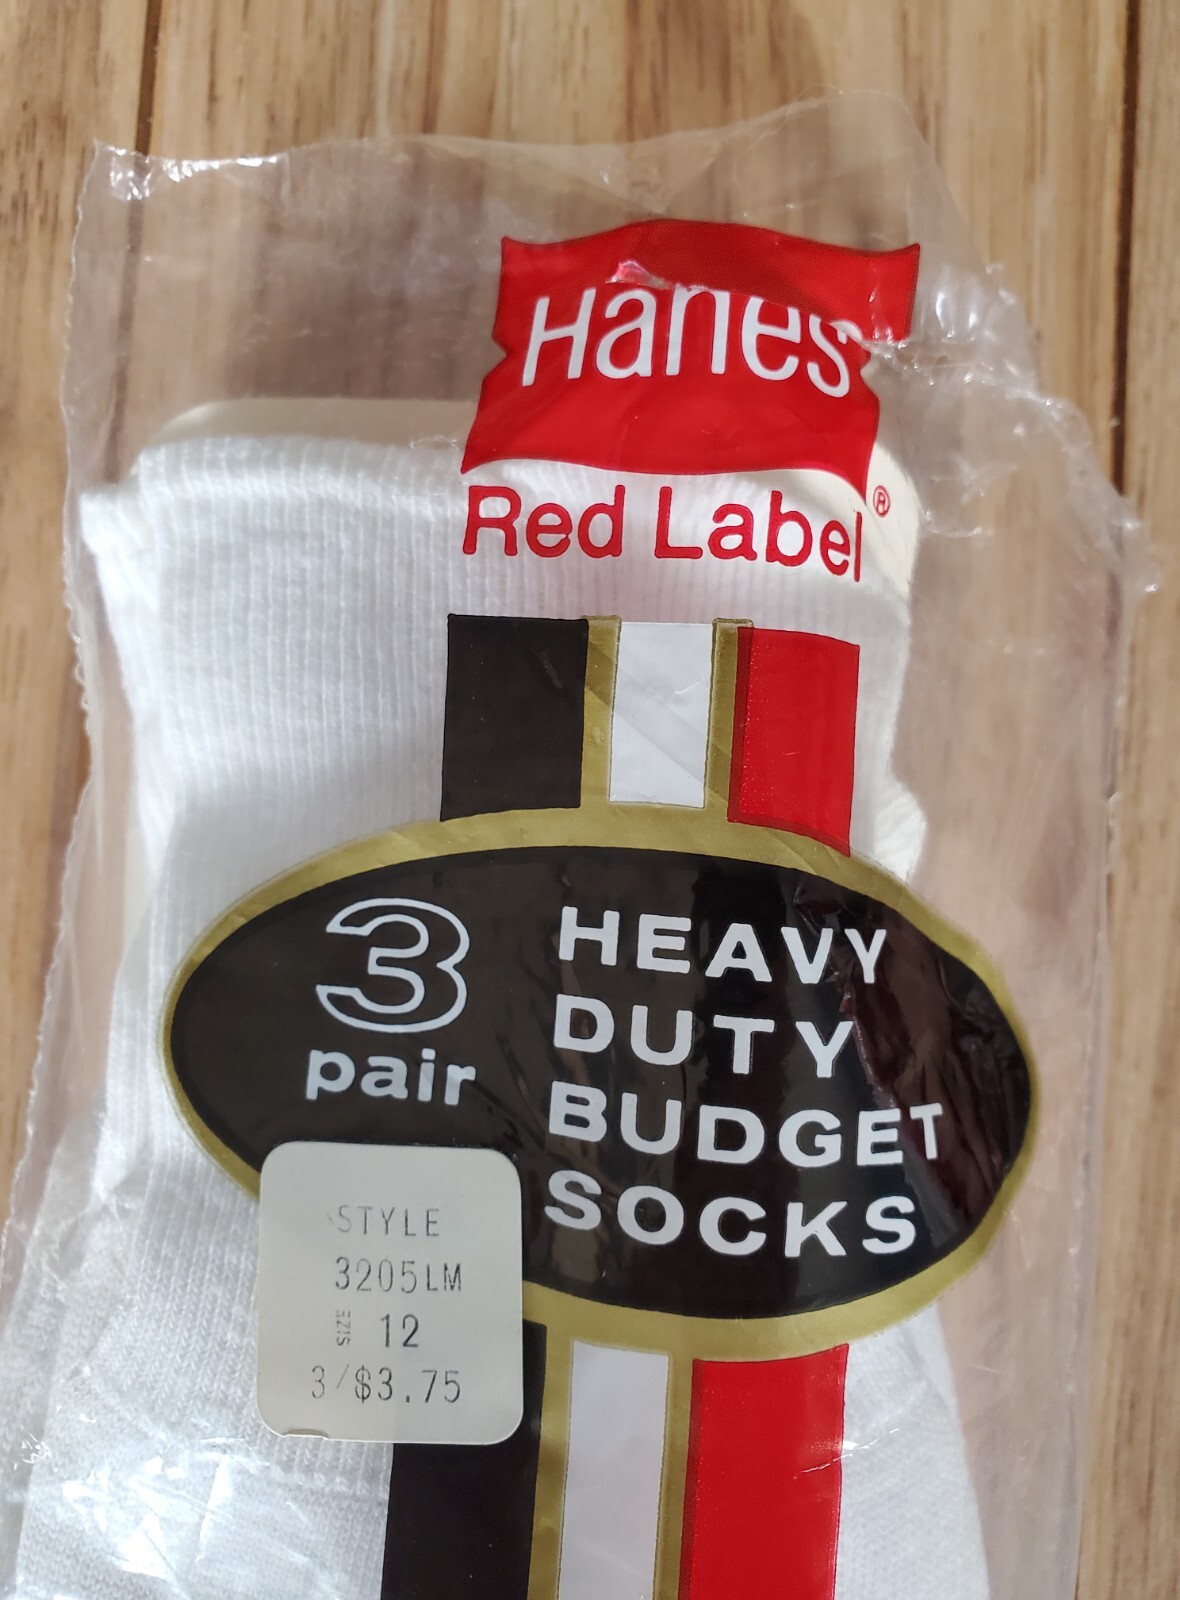 Hanes
Red Label®
3
pair
HEAVY
DUTY
BUDGET
SOCKS
STYLE
3205LM
SIZE 12
3/$3.75